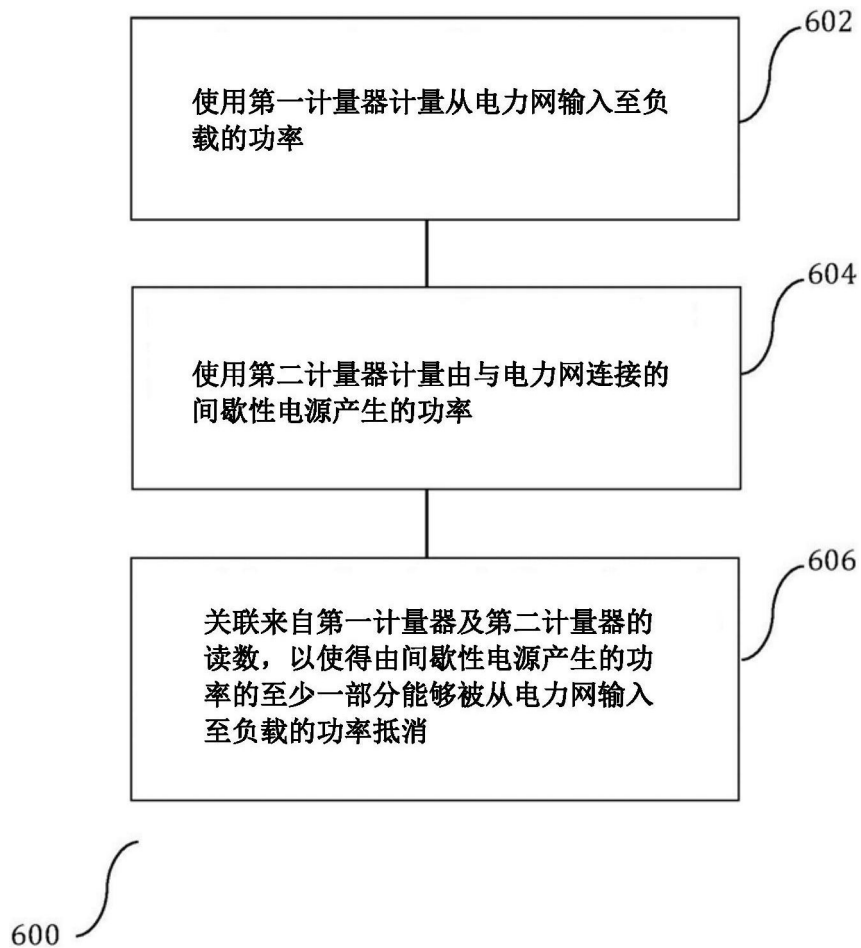 602
使用第一计量器计量从电力网输入至负
载的功率
604
使用第二计量器计量由与电力网连接的
间歇性电源产生的功率
606
关联来自第一计量器及第二计量器的
读数，以使得由间歇性电源产生的功
率的至少一部分能够被从电力网输入
至负载的功率抵消
600